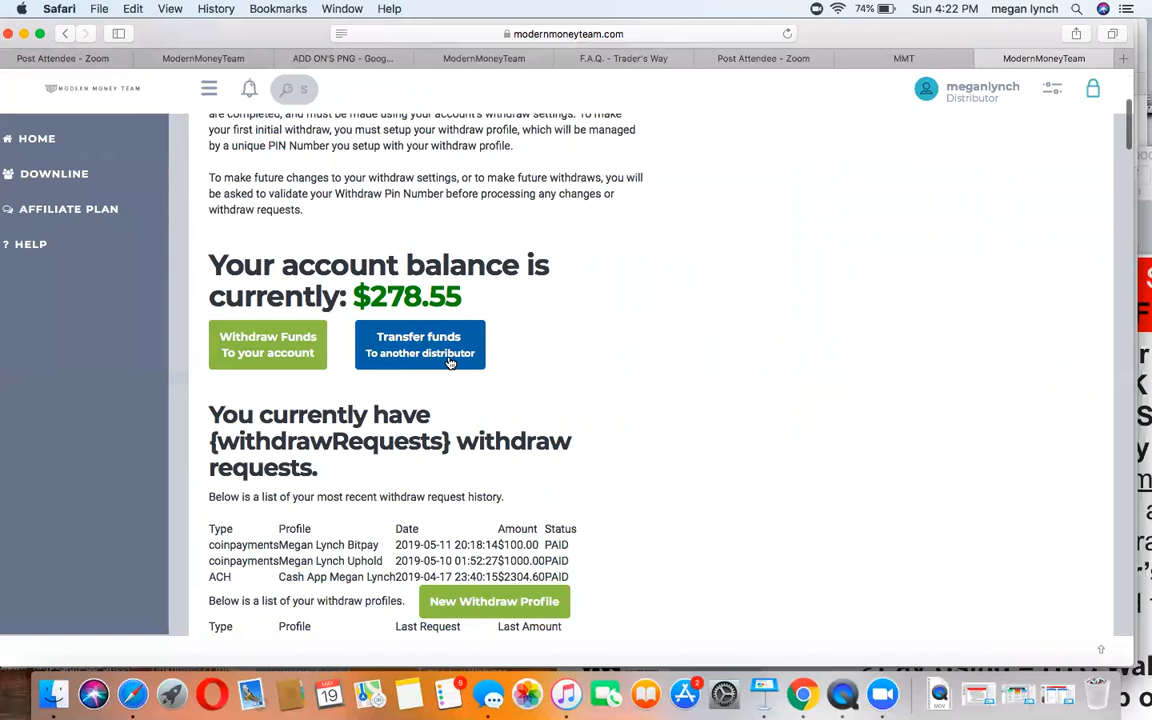 Safari File Edit View History Bookmarks Window Help 74% Sun 4:22 PM megan lynch
modernmoneyteam.com
Post Attendee - Zoom ModernMoneyTeam ADD ON'S PNG - Goog... ModernMoneyTeam F.A.Q. - Trader's Way Post Attendee - Zoom MMT ModernMoneyTeam
MODERN MONEY TEAM S meganlynch
Distributor
HOME
DOWNLINE
AFFILIATE PLAN
? HELP
are completed, and must be made using your account's withdraw settings. To make
your first initial withdraw, you must setup your withdraw profile, which will be managed
by a unique PIN Number you setup with your withdraw profile.
To make future changes to your withdraw settings, or to make future withdraws, you will
be asked to validate your Withdraw Pin Number before processing any changes or
withdraw requests.
Your account balance is
currently: $278.55
Withdraw Funds
To your account
Transfer funds
To another distributor
You currently have
{withdrawRequests} withdraw
requests.
Below is a list of your most recent withdraw request history.
Type Profile Date Amount Status
coinpaymentsMegan Lynch Bitpay 2019-05-11 20:18:14$100.00 PAID
coinpaymentsMegan Lynch Uphold 2019-05-10 01:52:27$1000.00PAID
ACH Cash App Megan Lynch2019-04-17 23:40:15$2304.60PAID
Below is a list of your withdraw profiles. New Withdraw Profile
Type Profile Last Request Last Amount
MAY
19
5
2
MOV